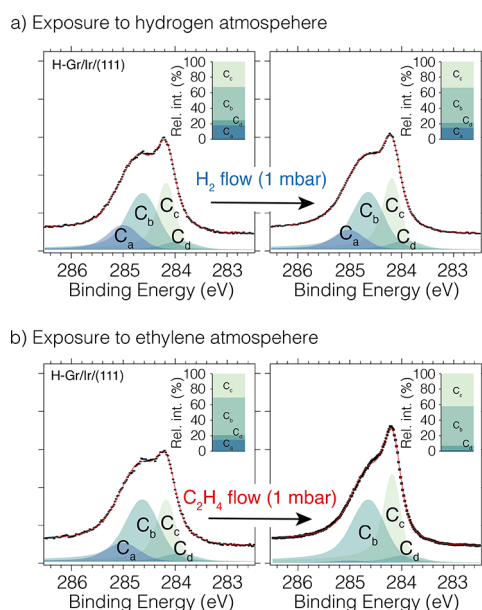 a) Exposure to hydrogen atmospehere
H-Gr/Ir/(111)
Rel. int. (%)
100
80
60
40
20
0
Cc
Cb
Cd
Ca
Rel. int. (%)
100
80
60
40
20
0
Cc
Cb
Cd
Ca
H2 flow (1 mbar)
Ca
Cb
Cc
Cd
Ca
Cb
Cc
Cd
286 285 284 283
286 285 284 283
Binding Energy (eV)
Binding Energy (eV)
b) Exposure to ethylene atmospehere
H-Gr/Ir/(111)
Rel. int. (%)
100
80
60
40
20
0
Cc
Cb
Cd
Ca
Rel. int. (%)
100
80
60
40
20
0
Cc
Cb
Cd
C2H4 flow (1 mbar)
Ca
Cb
Cc
Cd
Cb
Cc
Cd
286 285 284 283
286 285 284 283
Binding Energy (eV)
Binding Energy (eV)